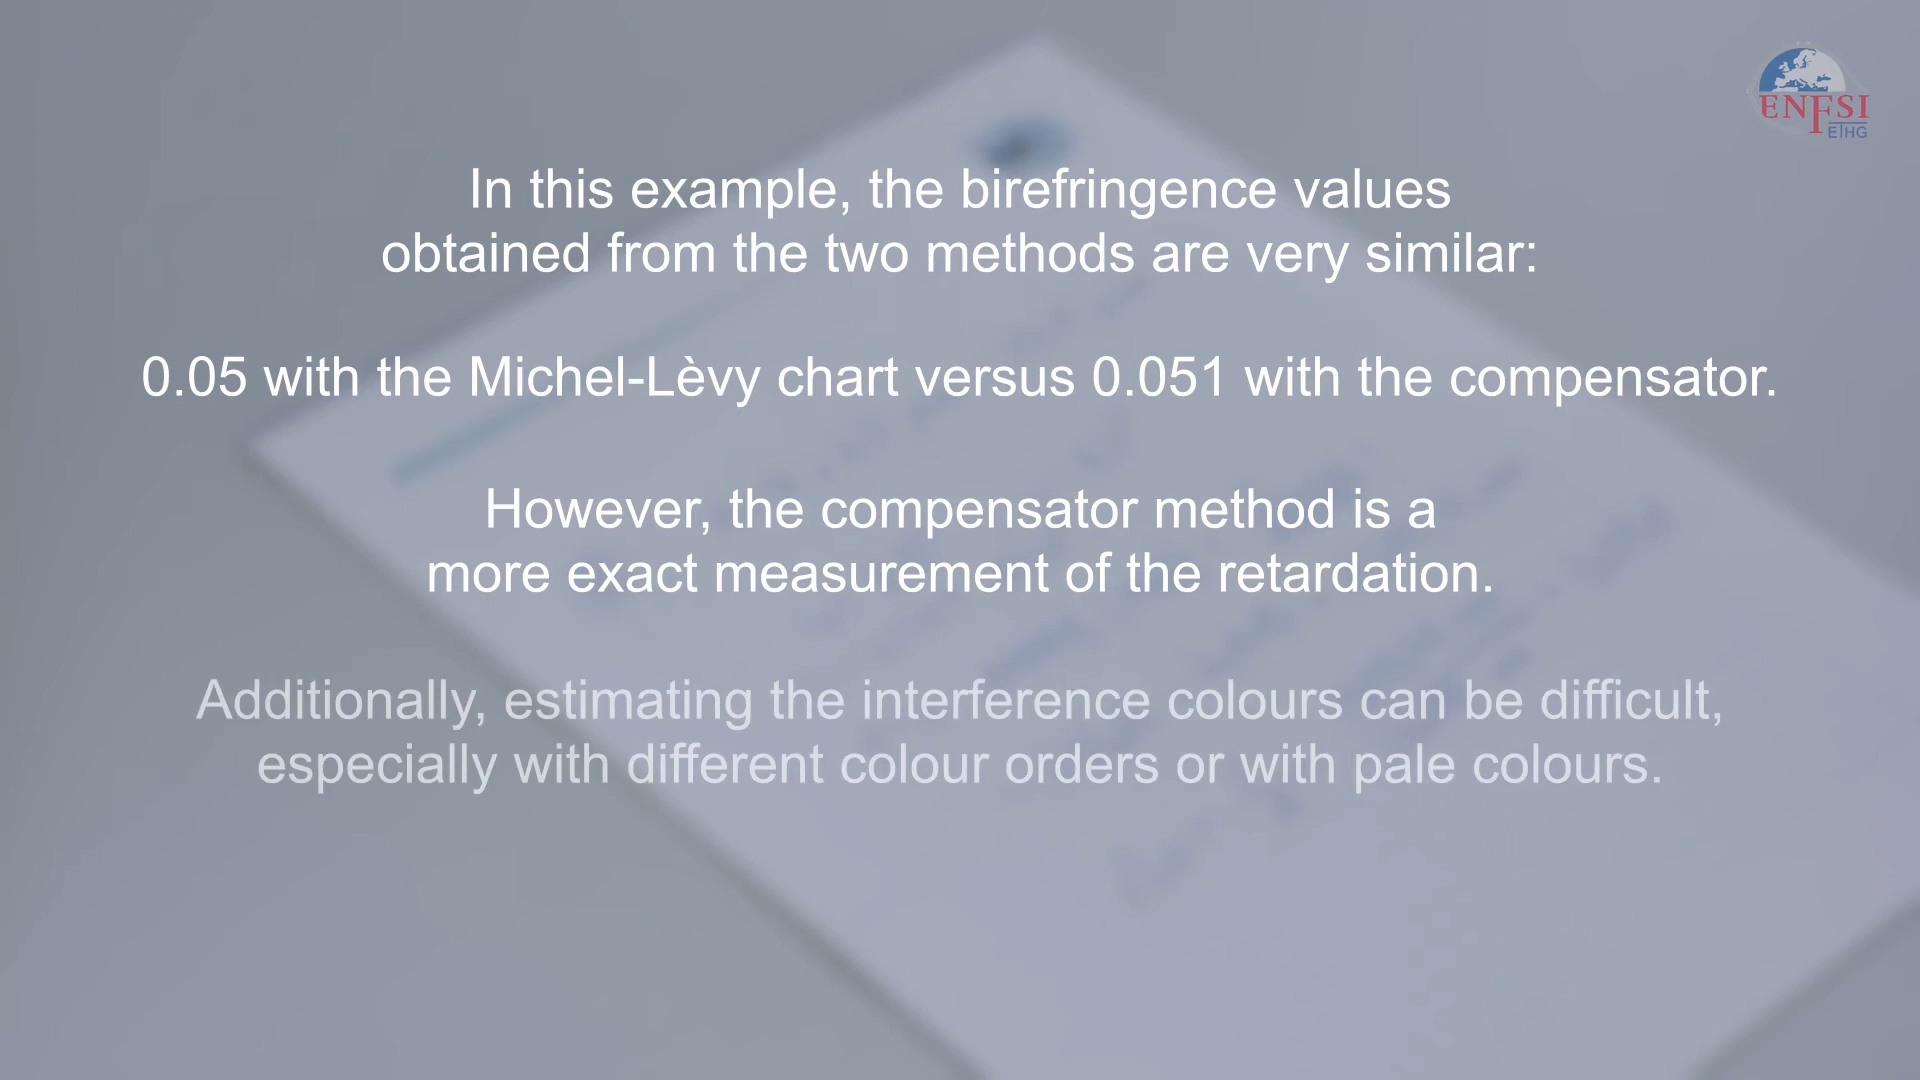 ENFSI
ETHG
In this example, the birefringence values
obtained from the two methods are very similar:
0.05 with the Michel-Lèvy chart versus 0.051 with the compensator.
However, the compensator method is a
more exact measurement of the retardation.
Additionally, estimating the interference colours can be difficult,
especially with different colour orders or with pale colours.